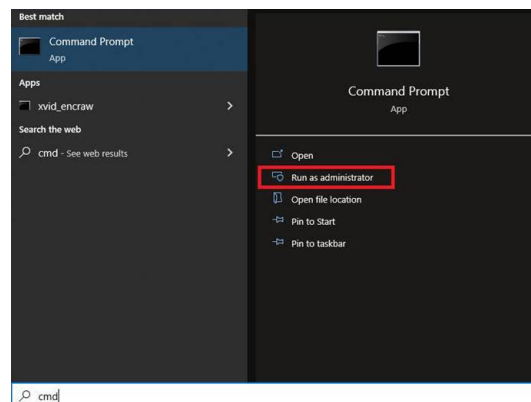 Best match
Command Prompt
App
Apps
xvid_encraw
Search the web
cmd - See web results
Command Prompt
App
Open
Run as administrator
Open file location
Pin to Start
Pin to taskbar
cmd